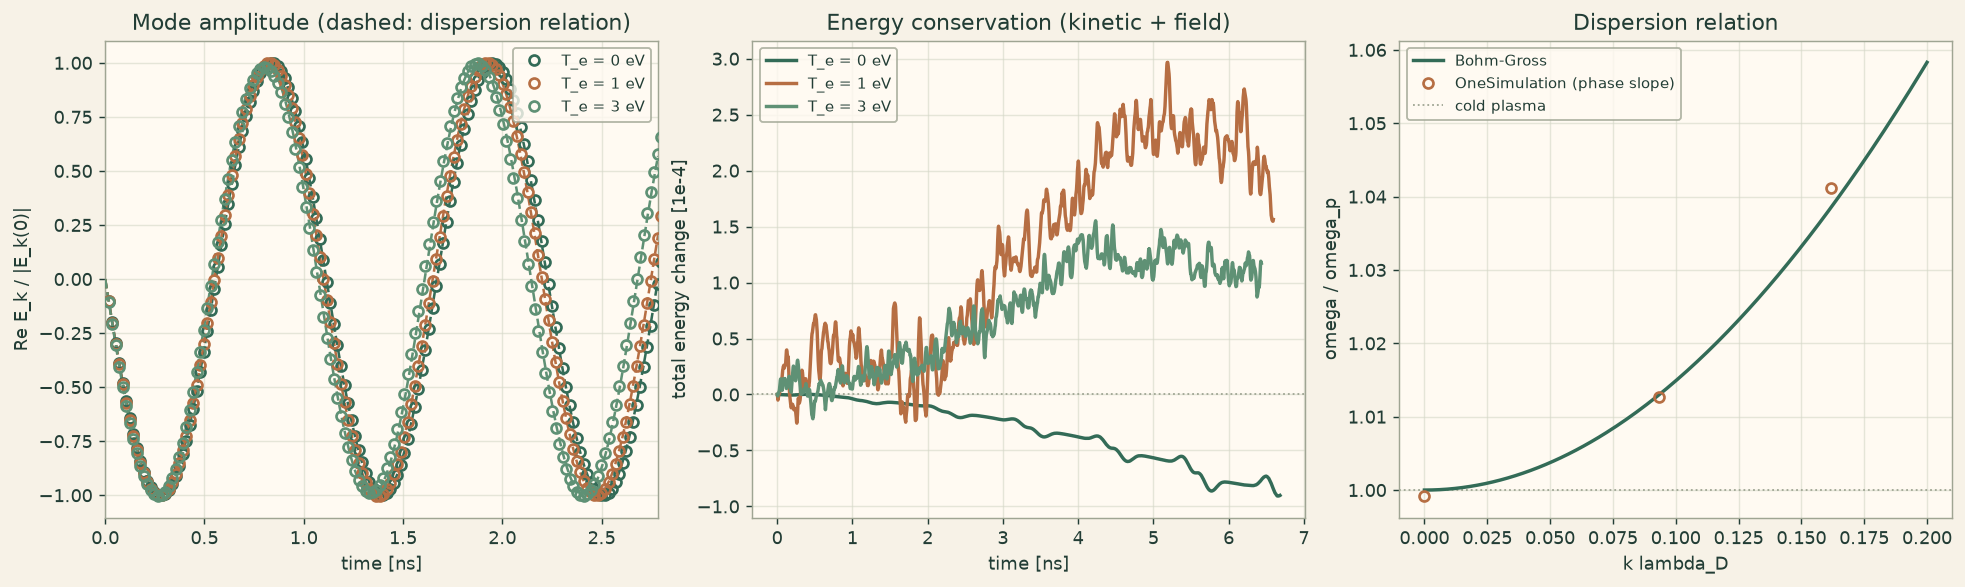 Mode amplitude (dashed: dispersion relation)
Re E_k / |E_k(0)|
1.00
0.75
0.50
0.25
0.00
−0.25
−0.50
−0.75
−1.00
T_e = 0 eV
T_e = 1 eV
T_e = 3 eV
0.0 0.5 1.0 1.5 2.0 2.5
time [ns]
Energy conservation (kinetic + field)
total energy change [1e-4]
3.0
2.5
2.0
1.5
1.0
0.5
0.0
−0.5
−1.0
T_e = 0 eV
T_e = 1 eV
T_e = 3 eV
0 1 2 3 4 5 6 7
time [ns]
Dispersion relation
omega / omega_p
1.06
1.05
1.04
1.03
1.02
1.01
1.00
Bohm-Gross
OneSimulation (phase slope)
cold plasma
0.000 0.025 0.050 0.075 0.100 0.125 0.150 0.175 0.200
k lambda_D